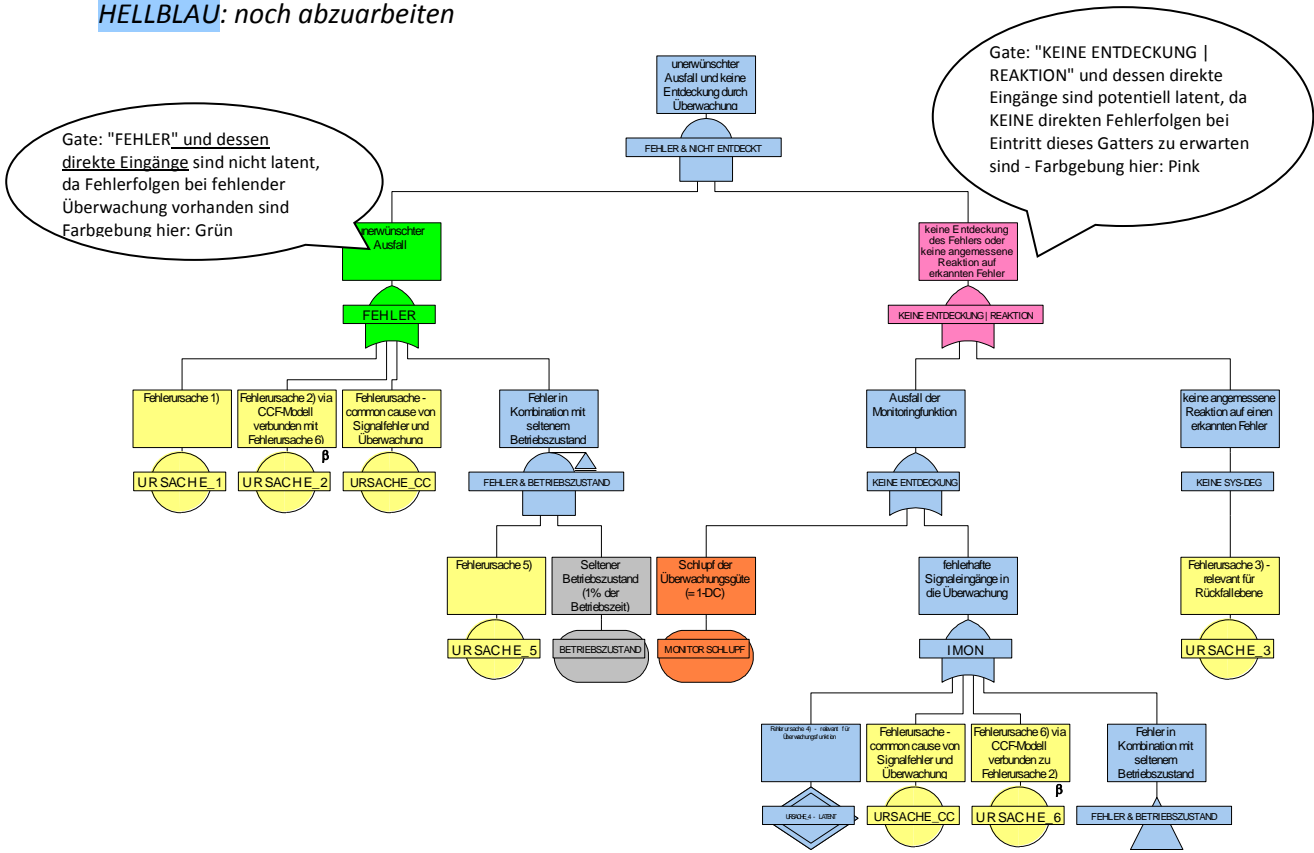 HELLBLAU: noch abzuarbeiten
Gate: "KEINE ENTDECKUNG |
REAKTION" und dessen direkte
Eingänge sind potentiell latent, da
KEINE direkten Fehlerfolgen bei
Eintritt dieses Gatters zu erwarten
sind - Farbgebung hier: Pink
unerwünschter
Ausfall und keine
Entdeckung durch
Überwachung
FEHLER & NICHT ENTDECKT
Gate: "FEHLER" und dessen
direkte Eingänge sind nicht latent,
da Fehlerfolgen bei fehlender
Überwachung vorhanden sind
Farbgebung hier: Grün
unerwünschter
Ausfall
FEHLER
keine Entdeckung
des Fehlers oder
keine angemessene
Reaktion auf
erkannten Fehler
KEINE ENTDECKUNG | REAKTION
Fehlerursache 1)
URSACHE_1
Fehlerursache 2) via
CCF-Modell
verbunden mit
Fehlerursache 6)
β
URSACHE_2
Fehlerursache -
common cause von
Signalfehler und
Überwachung
URSACHE_CC
Fehler in
Kombination mit
seltenem
Betriebszustand
FEHLER & BETRIEBSZUSTAND
Ausfall der
Monitoringfunktion
KEINE ENTDECKUNG
keine angemessene
Reaktion auf einen
erkannten Fehler
KEINE SYS-DEG
Fehlerursache 5)
URSACHE_5
Seltener
Betriebszustand
(1% der
Betriebszeit)
BETRIEBSZUSTAND
Schlupf der
Überwachungsgüte
(= 1-DC)
MONITOR SCHLUPF
fehlerhafte
Signaleingänge in
die Überwachung
IMON
Fehlerursache 3) -
relevant für
Rückfallebene
URSACHE_3
Fehlerursache 4) - relevant für
Überwachungsfunktion
URSACHE_4 - LATENT
Fehlerursache -
common cause von
Signalfehler und
Überwachung
URSACHE_CC
Fehlerursache 6) via
CCF-Modell
verbunden zu
Fehlerursache 2)
β
URSACHE_6
Fehler in
Kombination mit
seltenem
Betriebszustand
FEHLER & BETRIEBSZUSTAND